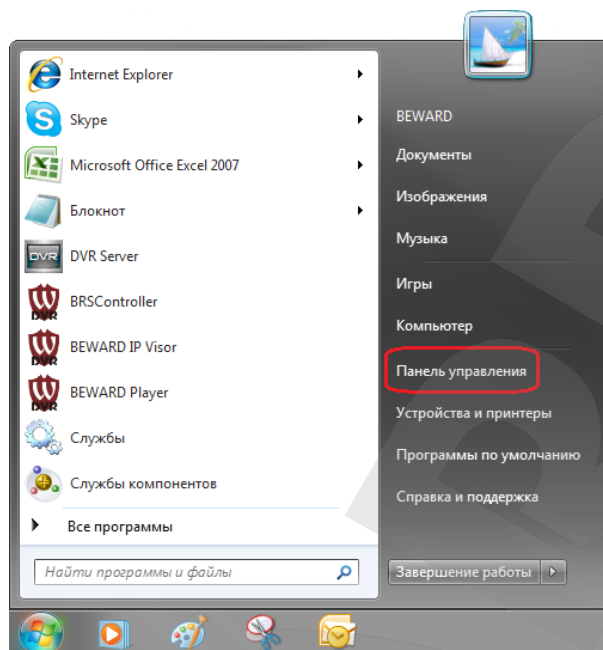 Internet Explorer
Skype
Microsoft Office Excel 2007
Блокнот
DVR Server
BRSController
BEWARD IP Visor
BEWARD Player
Службы
Службы компонентов
Все программы
Найти программы и файлы
BEWARD
Документы
Изображения
Музыка
Игры
Компьютер
Панель управления
Устройства и принтеры
Программы по умолчанию
Справка и поддержка
Завершение работы